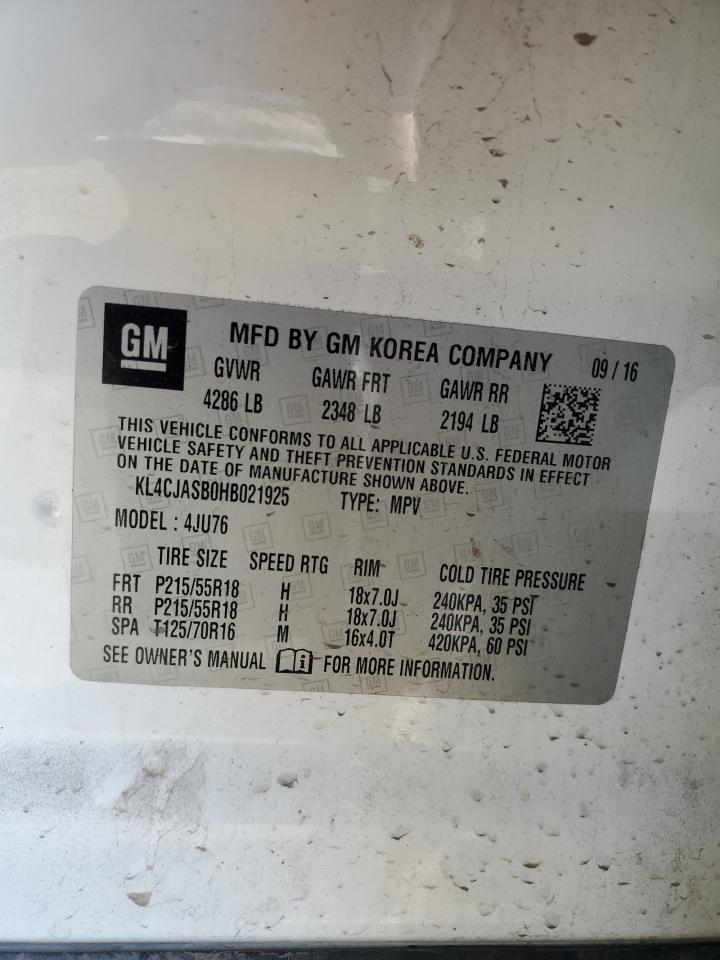 GM MFD BY GM KOREA COMPANY 09 / 16
GVWR GAWR FRT GAWR RR
4286 LB 2348 LB 2194 LB
THIS VEHICLE CONFORMS TO ALL APPLICABLE U.S. FEDERAL MOTOR
VEHICLE SAFETY AND THEFT PREVENTION STANDARDS IN EFFECT
ON THE DATE OF MANUFACTURE SHOWN ABOVE.
KL4CJASB0HB021925 TYPE: MPV
MODEL : 4JU76
TIRE SIZE SPEED RTG RIM COLD TIRE PRESSURE
FRT P215/55R18 H 18x7.0J 240KPA, 35 PSI
RR P215/55R18 H 18x7.0J 240KPA, 35 PSI
SPA T125/70R16 M 16x4.0T 420KPA, 60 PSI
SEE OWNER'S MANUAL i FOR MORE INFORMATION.